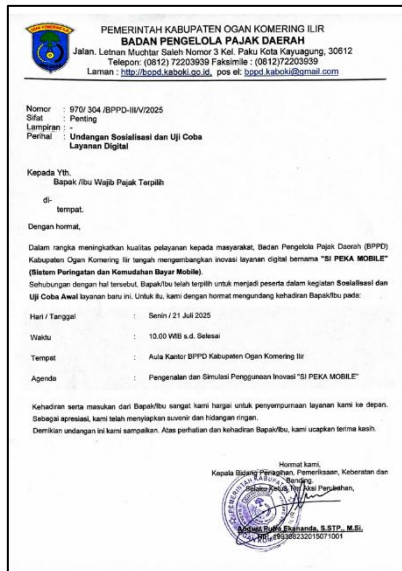 PEMERINTAH KABUPATEN OGAN KOMERING ILIR
BADAN PENGELOLA PAJAK DAERAH
Jalan. Letnan Muchtar Saleh Nomor 3 Kel. Paku Kota Kayuagung, 30612
Telepon: (0812) 72203939 Faksimile : (0812)72203939
Laman : http://bppd.kaboki.go.id, pos el: bppd.kaboki@gmail.com
Nomor : 970/ 304 /BPPD-III/V/2025
Sifat : Penting
Lampiran : -
Perihal : Undangan Sosialisasi dan Uji Coba
Layanan Digital
Kepada Yth.
Bapak /Ibu Wajib Pajak Terpilih
di-
tempat.
Dengan hormat,
Dalam rangka meningkatkan kualitas pelayanan kepada masyarakat, Badan Pengelola Pajak Daerah (BPPD)
Kabupaten Ogan Komering Ilir tengah mengembangkan inovasi layanan digital bernama "SI PEKA MOBILE"
(Sistem Peringatan dan Kemudahan Bayar Mobile).
Sehubungan dengan hal tersebut, Bapak/Ibu telah terpilih untuk menjadi peserta dalam kegiatan Sosialisasi dan
Uji Coba Awal layanan baru ini. Untuk itu, kami dengan hormat mengundang kehadiran Bapak/Ibu pada:
Hari / Tanggal : Senin / 21 Juli 2025
Waktu : 10.00 WIB s.d. Selesai
Tempat : Aula Kantor BPPD Kabupaten Ogan Komering Ilir
Agenda : Pengenalan dan Simulasi Penggunaan Inovasi "SI PEKA MOBILE"
Kehadiran serta masukan dari Bapak/Ibu sangat kami hargai untuk penyempurnaan layanan kami ke depan.
Sebagai apresiasi, kami telah menyiapkan suvenir dan hidangan ringan.
Demikian undangan ini kami sampaikan. Atas perhatian dan kehadiran Bapak/Ibu, kami ucapkan terima kasih.
Hormat kami,
Kepala Bidang Penagihan, Pemeriksaan, Keberatan dan
Banding,
Selaku Ketua Tim Aksi Perubahan,
Ekananda, S.STP., M.Si.